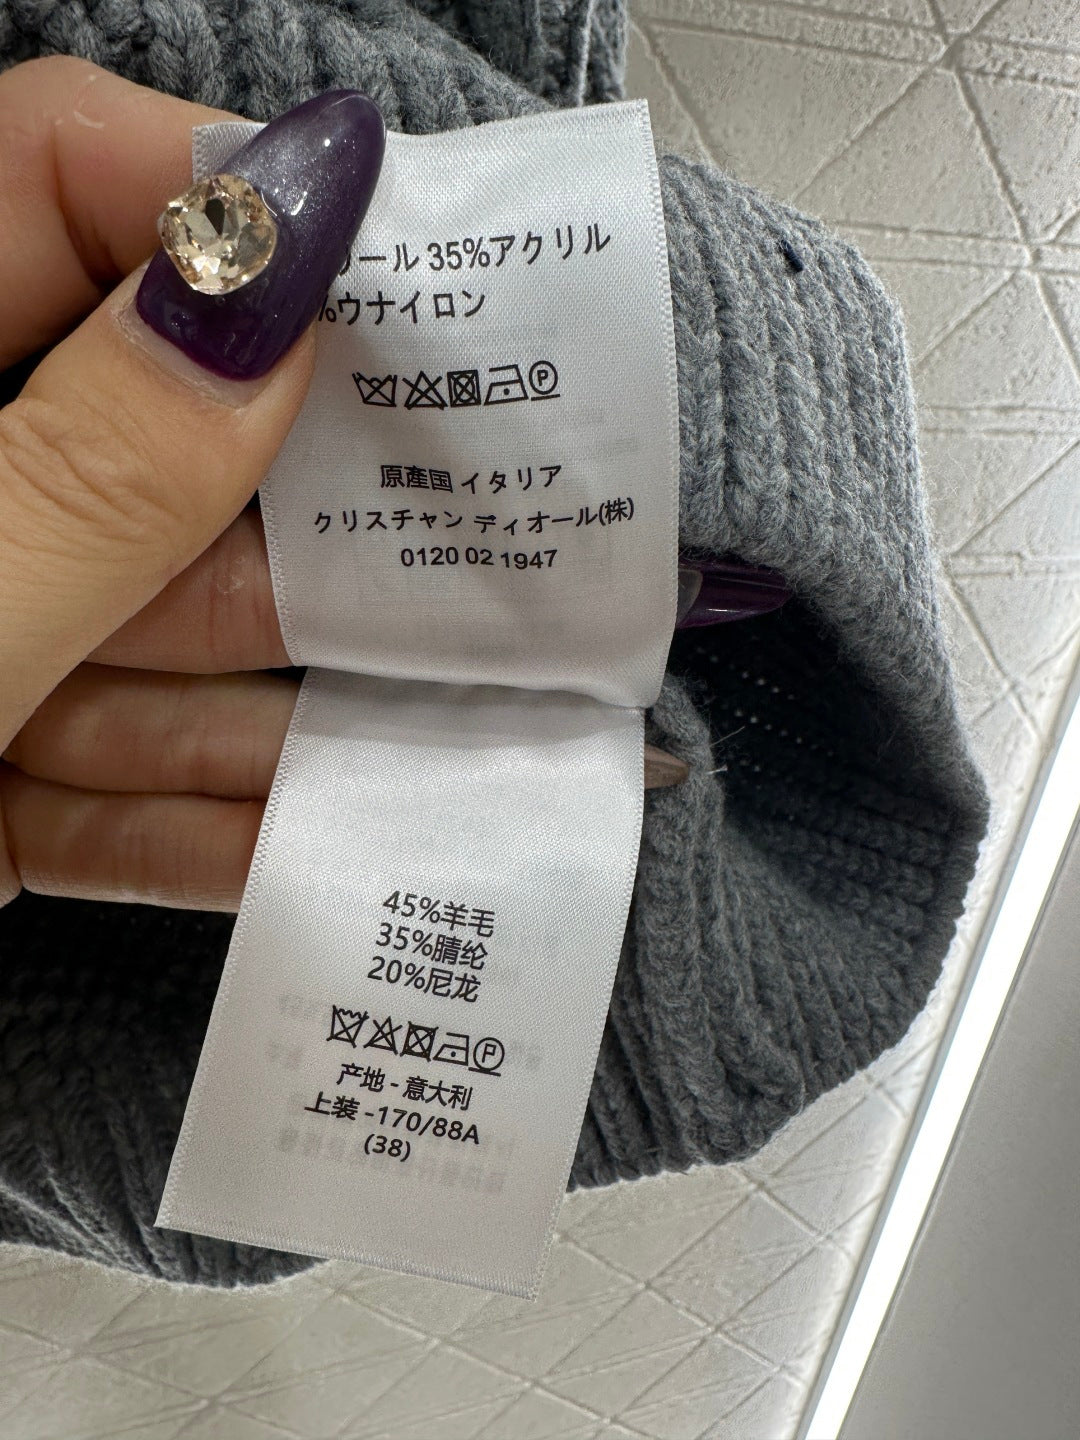 ール 35%アクリル
%ウナイロン
原產国 イタリア
クリスチャン ディオール(株)
0120 02 1947
45%羊毛
35%腈纶
20%尼龙
产地 - 意大利
上装 -170/88A
(38)